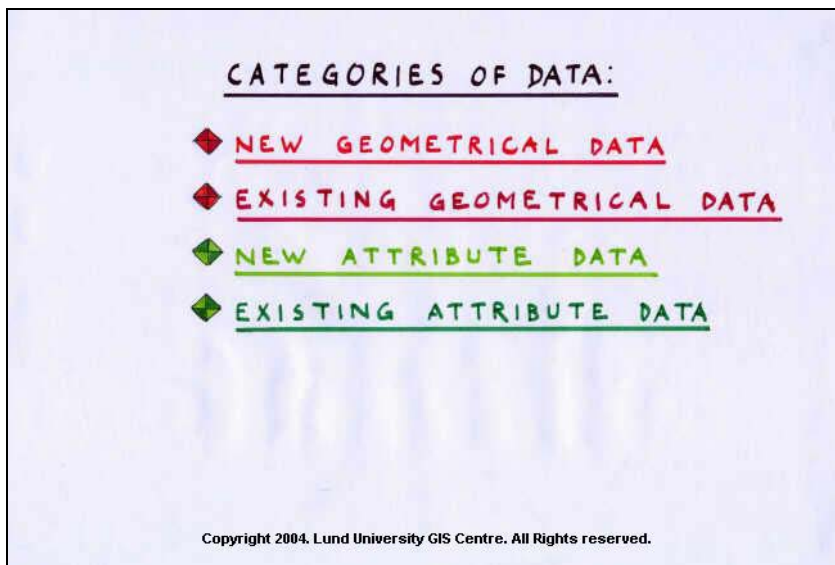 CATEGORIES OF DATA:
NEW GEOMETRICAL DATA
EXISTING GEOMETRICAL DATA
NEW ATTRIBUTE DATA
EXISTING ATTRIBUTE DATA
Copyright 2004. Lund University GIS Centre. All Rights reserved.